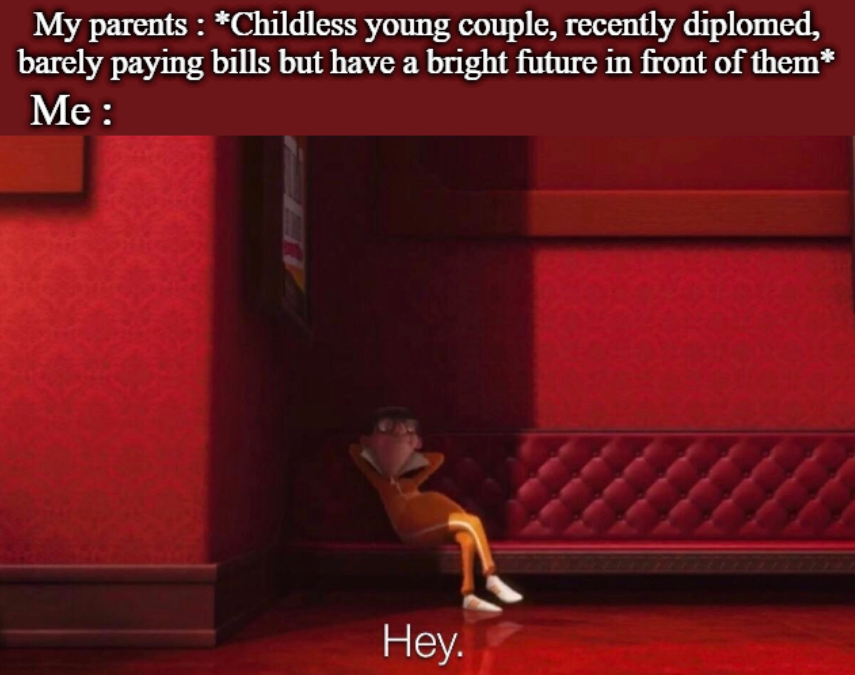 My parents : *Childless young couple, recently diplomed,
barely paying bills but have a bright future in front of them*
Me :
Hey.